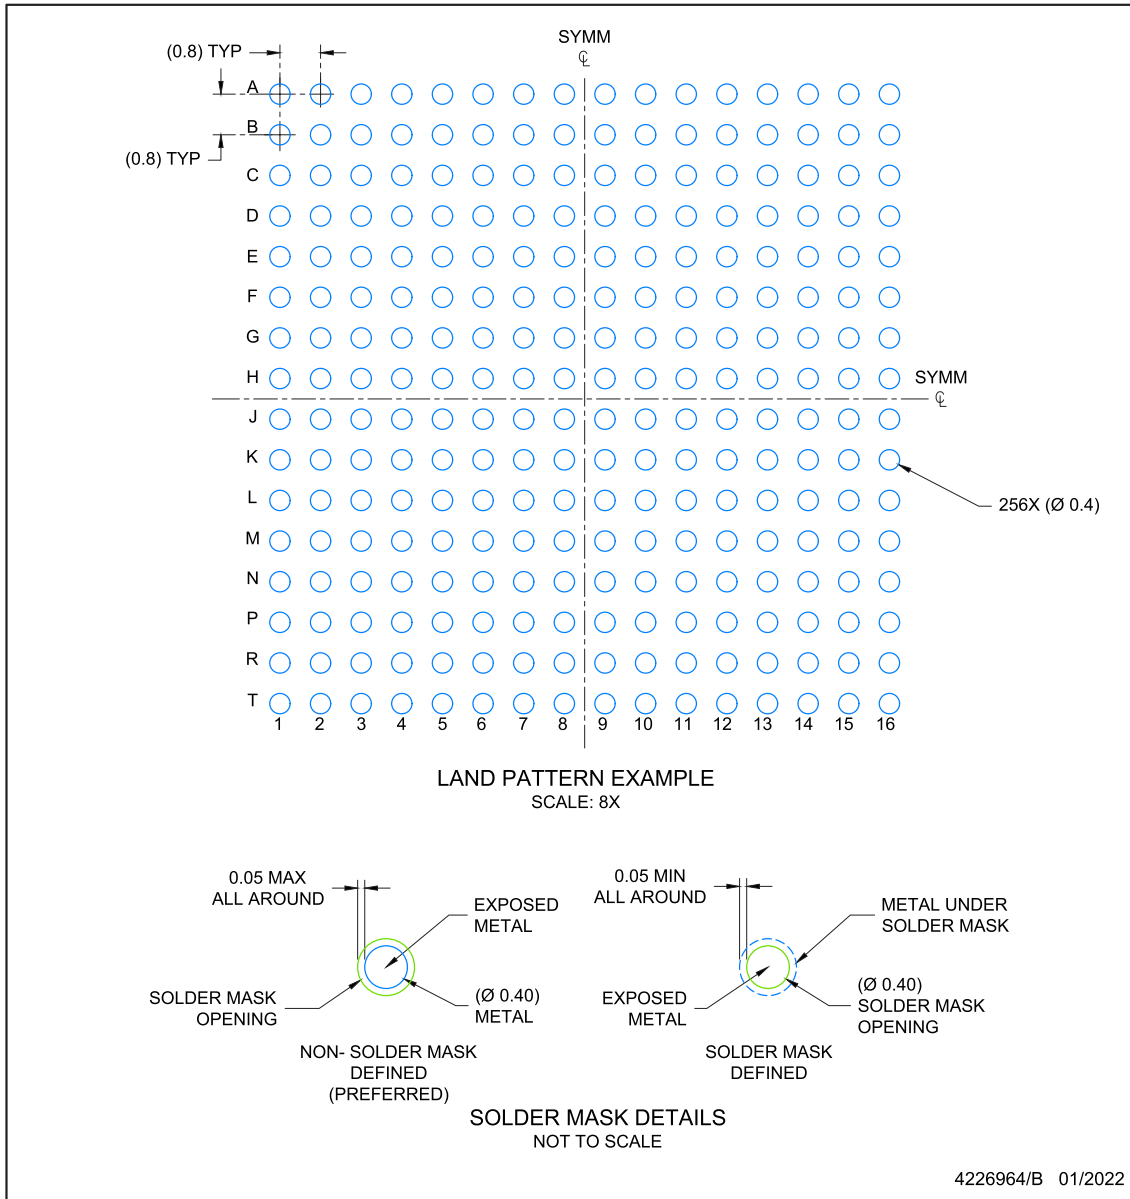 SYMM
℄
(0.8) TYP
A
B
(0.8) TYP
C
D
E
F
G
H
SYMM
℄
J
K
L
256X (Ø 0.4)
M
N
P
R
T
1 2 3 4 5 6 7 8 9 10 11 12 13 14 15 16
LAND PATTERN EXAMPLE
SCALE: 8X
0.05 MAX
ALL AROUND
EXPOSED
METAL
SOLDER MASK
OPENING
(Ø 0.40)
METAL
NON- SOLDER MASK
DEFINED
(PREFERRED)
0.05 MIN
ALL AROUND
METAL UNDER
SOLDER MASK
EXPOSED
METAL
(Ø 0.40)
SOLDER MASK
OPENING
SOLDER MASK
DEFINED
SOLDER MASK DETAILS
NOT TO SCALE
4226964/B 01/2022